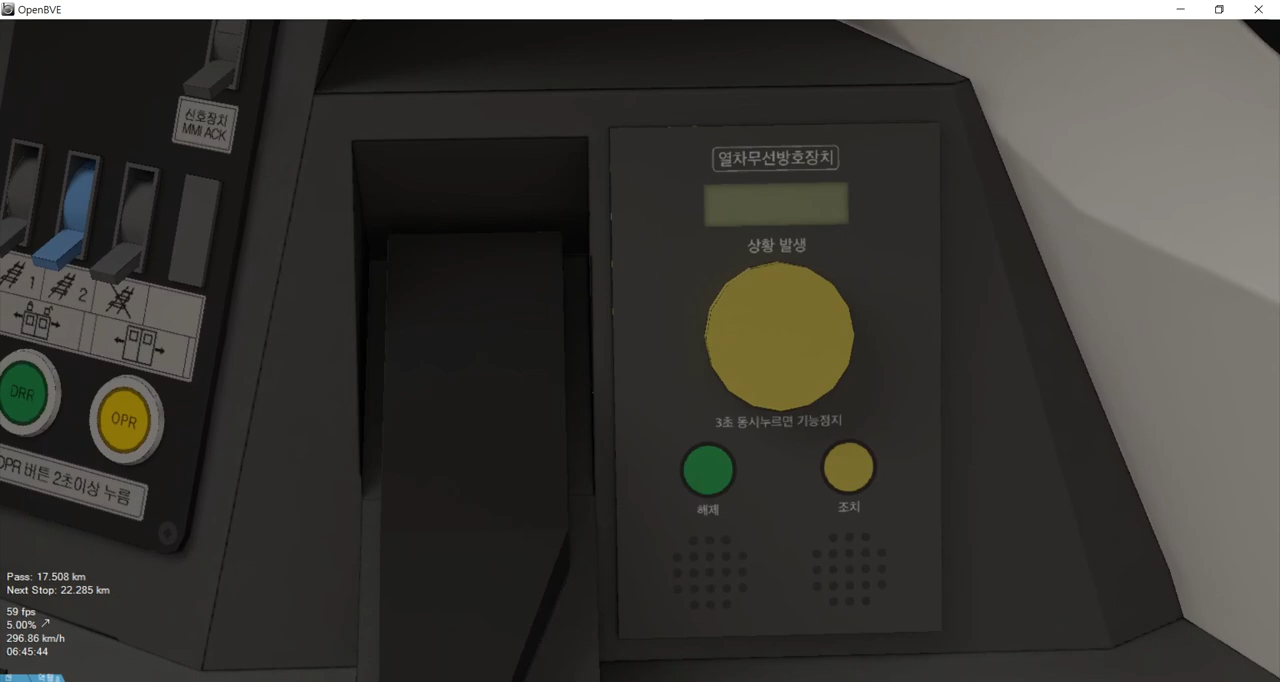 OpenBVE
신호장치
MMI ACK
1
2
DRR
OPR
OPR 버튼 2초이상 누름
열차무선방호장치
상황 발생
3초 동시누르면 기능정지
해제
조치
Pass: 17.508 km
Next Stop: 22.285 km
59 fps
5.00% ↗
296.86 km/h
06:45:44